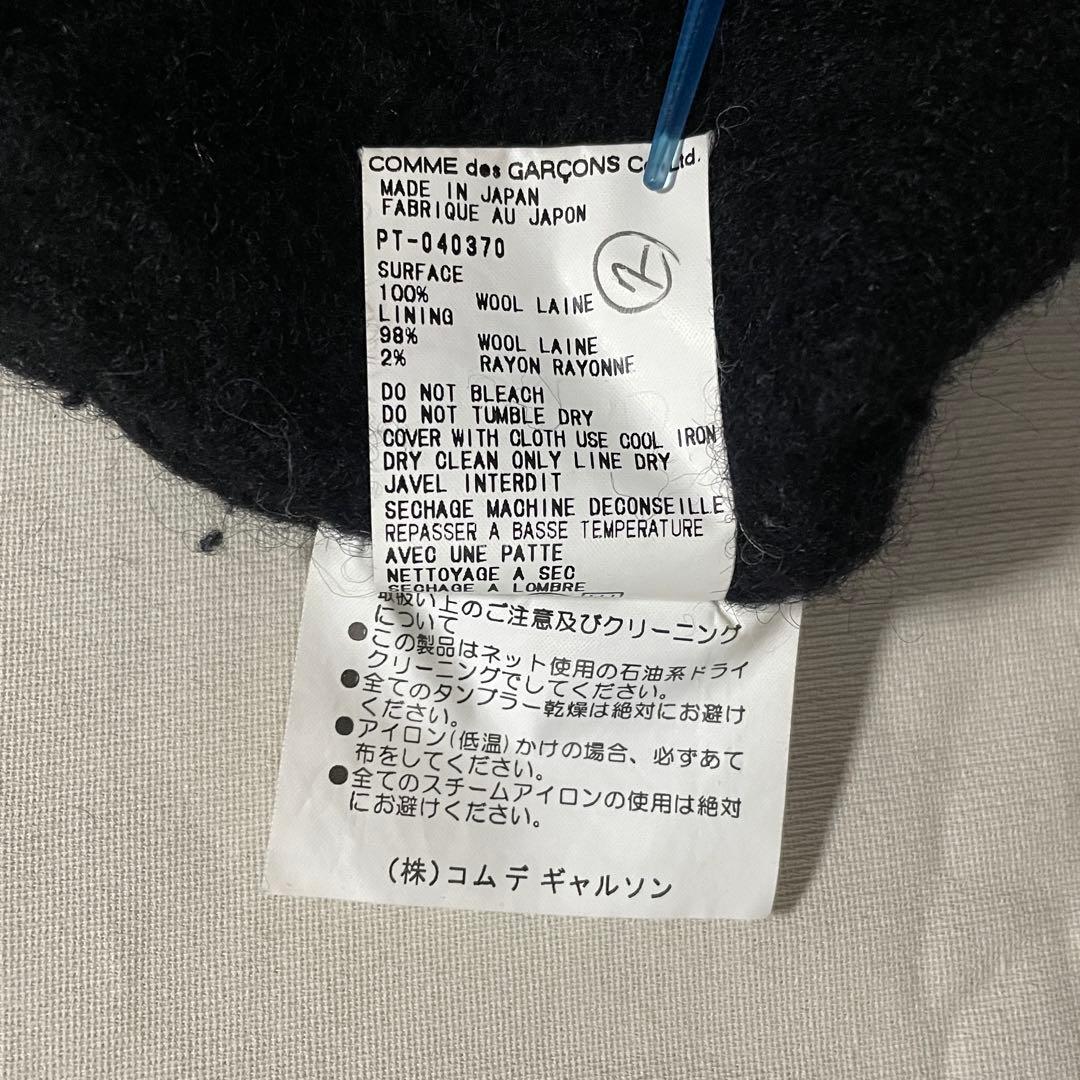 COMME des GARÇONS Co. Ltd.
MADE IN JAPAN
FABRIQUE AU JAPON
PT-040370
SURFACE
100% WOOL LAINE
LINING
98% WOOL LAINE
2% RAYON RAYONNE
DO NOT BLEACH
DO NOT TUMBLE DRY
COVER WITH CLOTH USE COOL IRON
DRY CLEAN ONLY LINE DRY
JAVEL INTERDIT
SECHAGE MACHINE DECONSEILLE
REPASSER A BASSE TEMPERATURE
AVEC UNE PATTE
NETTOYAGE A SEC
SECHAGE A LOMBRE
取扱い上のご注意及びクリーニング
について
●この製品はネット使用の石油系ドライ
クリーニングでしてください。
●全てのタンブラー乾燥は絶対にお避け
ください。
●アイロン(低温)かけの場合、必ずあて
布をしてください。
●全てのスチームアイロンの使用は絶対
にお避けください。
(株)コム デ ギャルソン